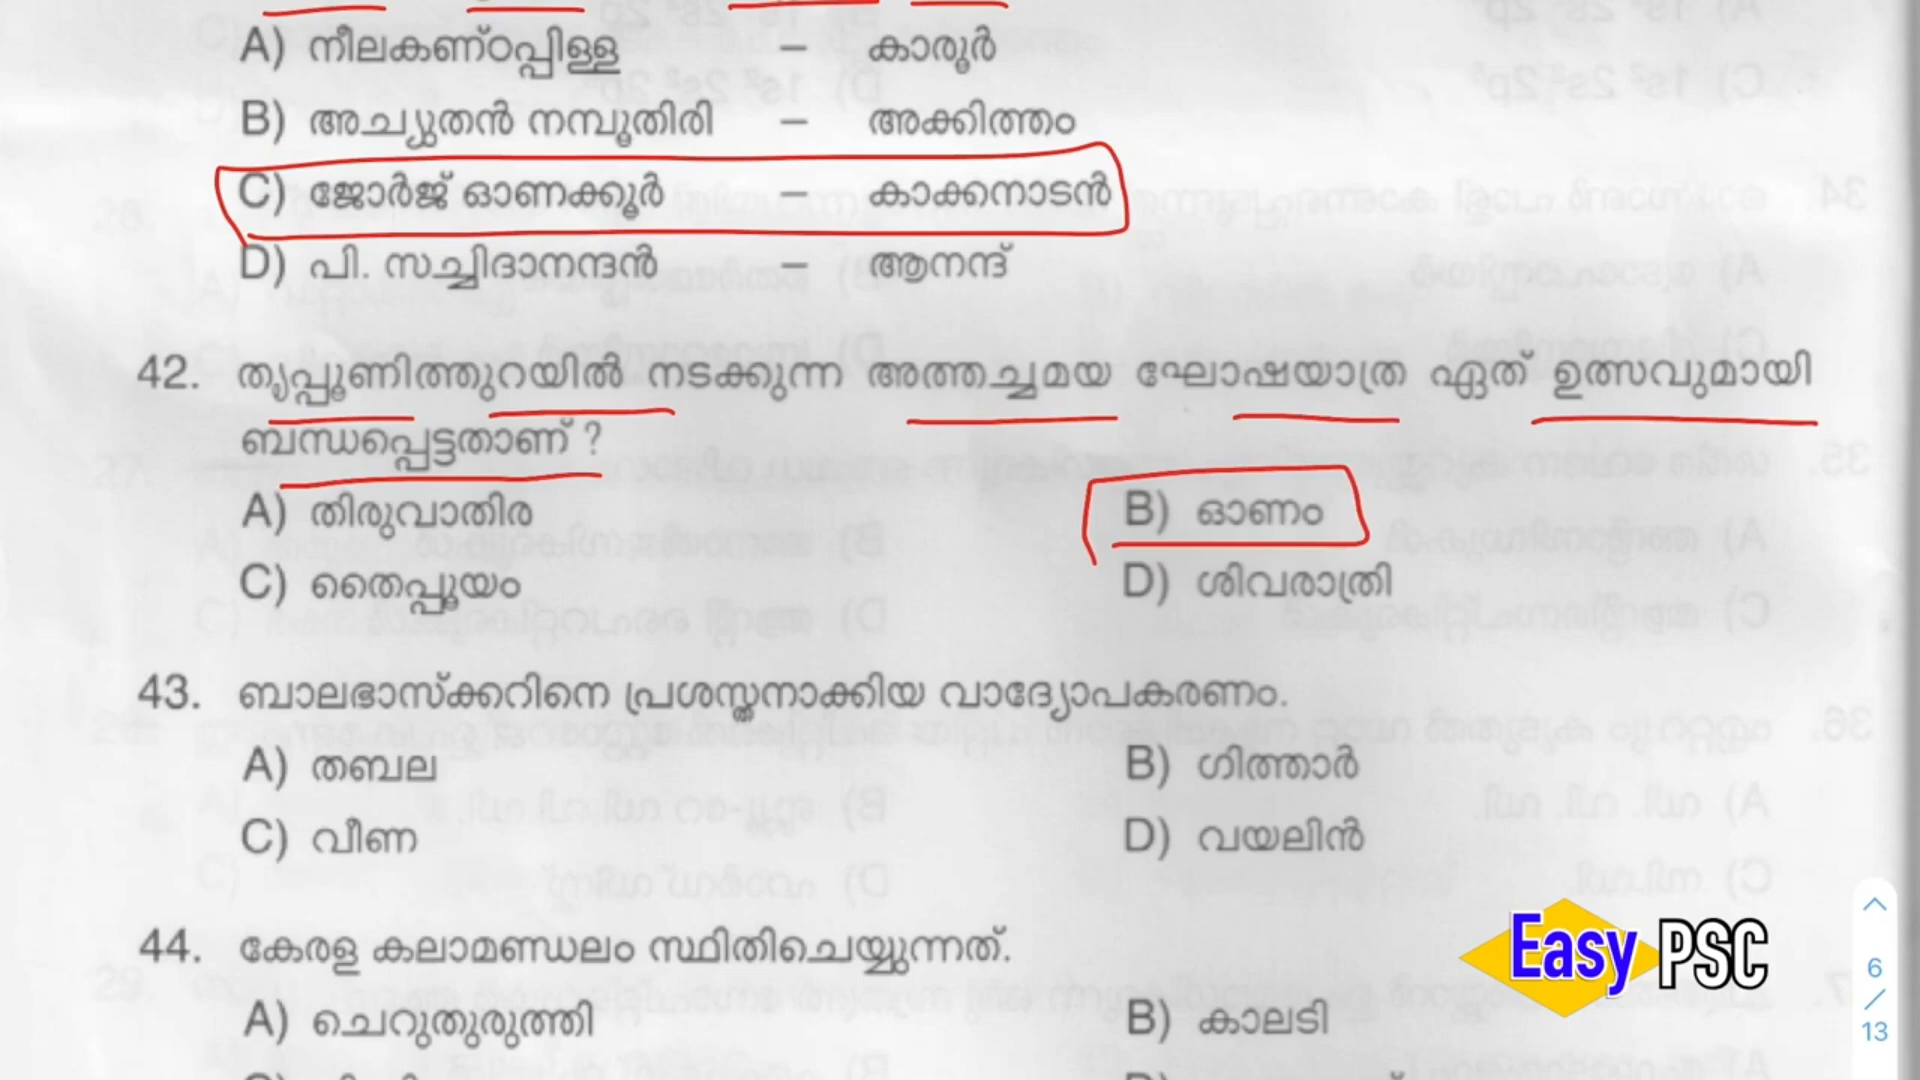 A) നീലകണ്ഠപ്പിള്ള – കാരൂർ
B) അച്യുതൻ നമ്പൂതിരി – അക്കിത്തം
C) ജോർജ് ഓണക്കൂർ – കാക്കനാടൻ
D) പി. സച്ചിദാനന്ദൻ – ആനന്ദ്
42. തൃപ്പൂണിത്തുറയിൽ നടക്കുന്ന അത്തച്ചമയ ഘോഷയാത്ര ഏത് ഉത്സവുമായി
ബന്ധപ്പെട്ടതാണ് ?
A) തിരുവാതിര B) ഓണം
C) തൈപ്പൂയം D) ശിവരാത്രി
43. ബാലഭാസ്ക്കറിനെ പ്രശസ്തനാക്കിയ വാദ്യോപകരണം.
A) തബല B) ഗിത്താർ
C) വീണ D) വയലിൻ
44. കേരള കലാമണ്ഡലം സ്ഥിതിചെയ്യുന്നത്.
A) ചെറുതുരുത്തി B) കാലടി
Easy PSC
6
/
13